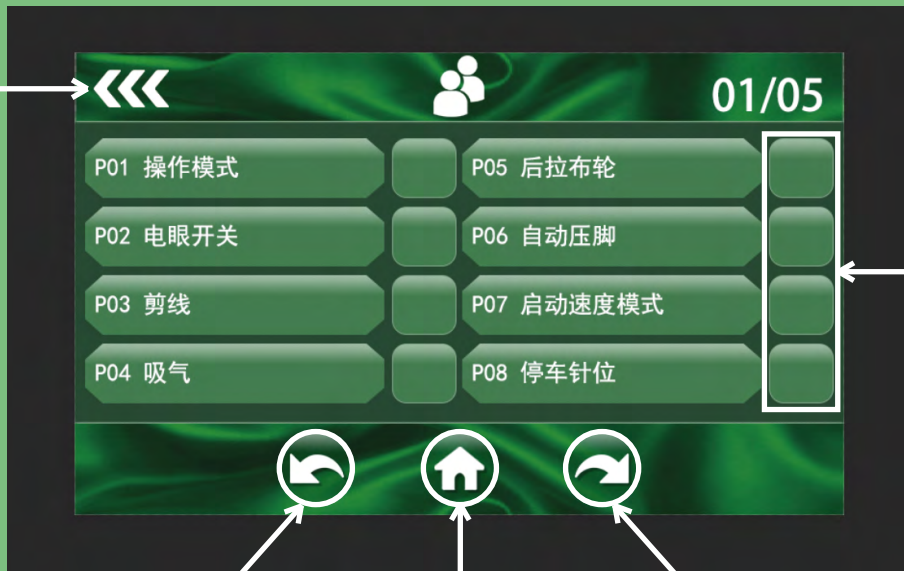 01/05
P01 操作模式
P05 后拉布轮
P02 电眼开关
P06 自动压脚
P03 剪线
P07 启动速度模式
P04 吸气
P08 停车针位